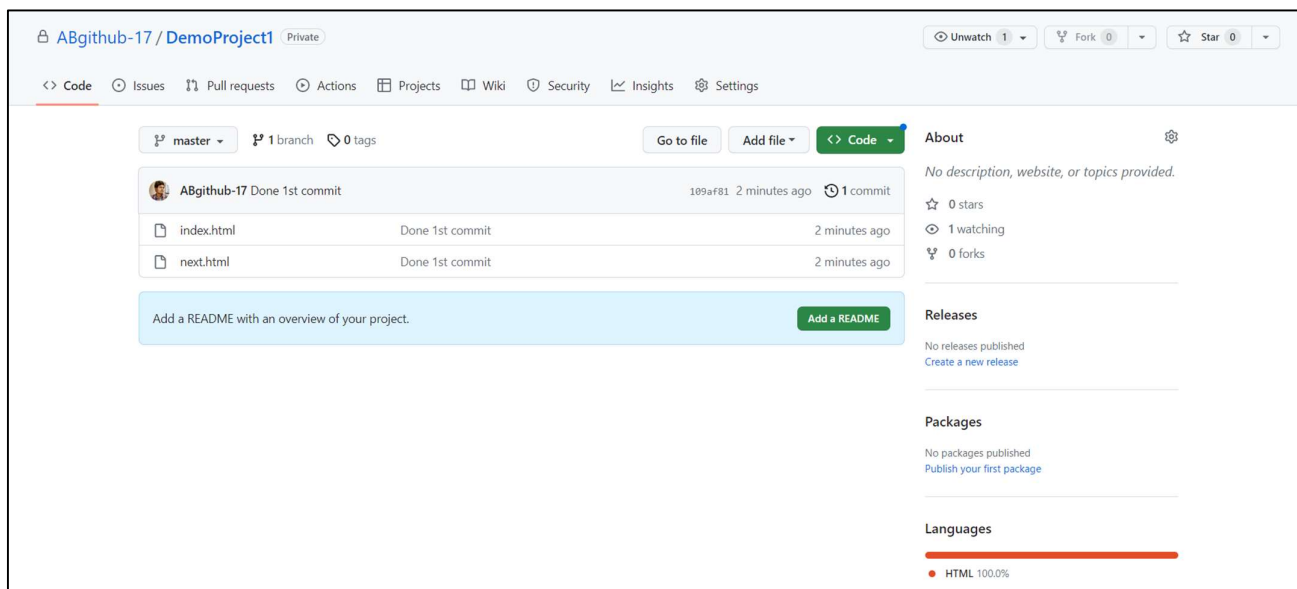 ABgithub-17 / DemoProject1 Private
Unwatch 1 Fork 0 Star 0
Code Issues Pull requests Actions Projects Wiki Security Insights Settings
master 1 branch 0 tags Go to file Add file Code
ABgithub-17 Done 1st commit 109af81 2 minutes ago 1 commit
index.html Done 1st commit 2 minutes ago
next.html Done 1st commit 2 minutes ago
Add a README with an overview of your project. Add a README
About
No description, website, or topics provided.
0 stars
1 watching
0 forks
Releases
No releases published
Create a new release
Packages
No packages published
Publish your first package
Languages
HTML 100.0%